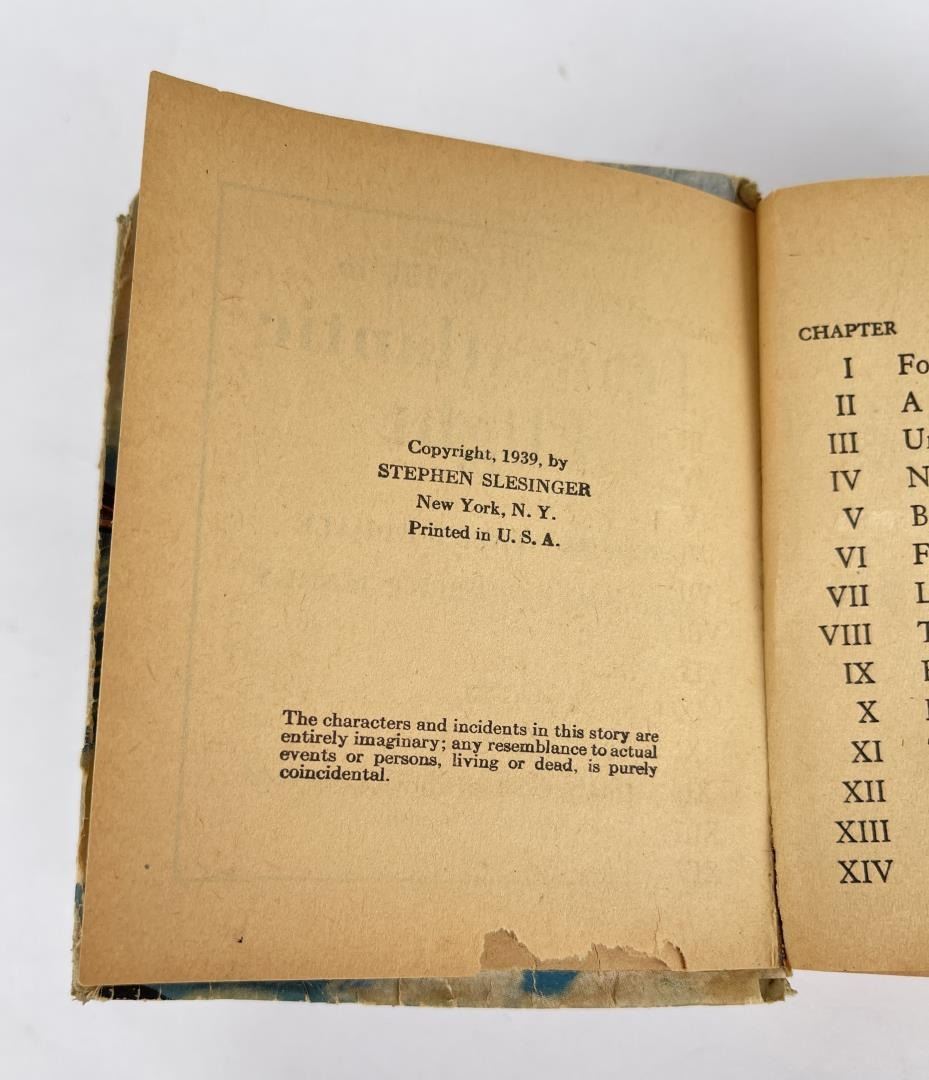 Copyright, 1939, by
STEPHEN SLESINGER
New York, N. Y.
Printed in U. S. A.
The characters and incidents in this story are
entirely imaginary; any resemblance to actual
events or persons, living or dead, is purely
coincidental.
CHAPTER
I
II A
III
IV
V
VI
VII
VIII
IX
X
XI
XII
XIII
XIV